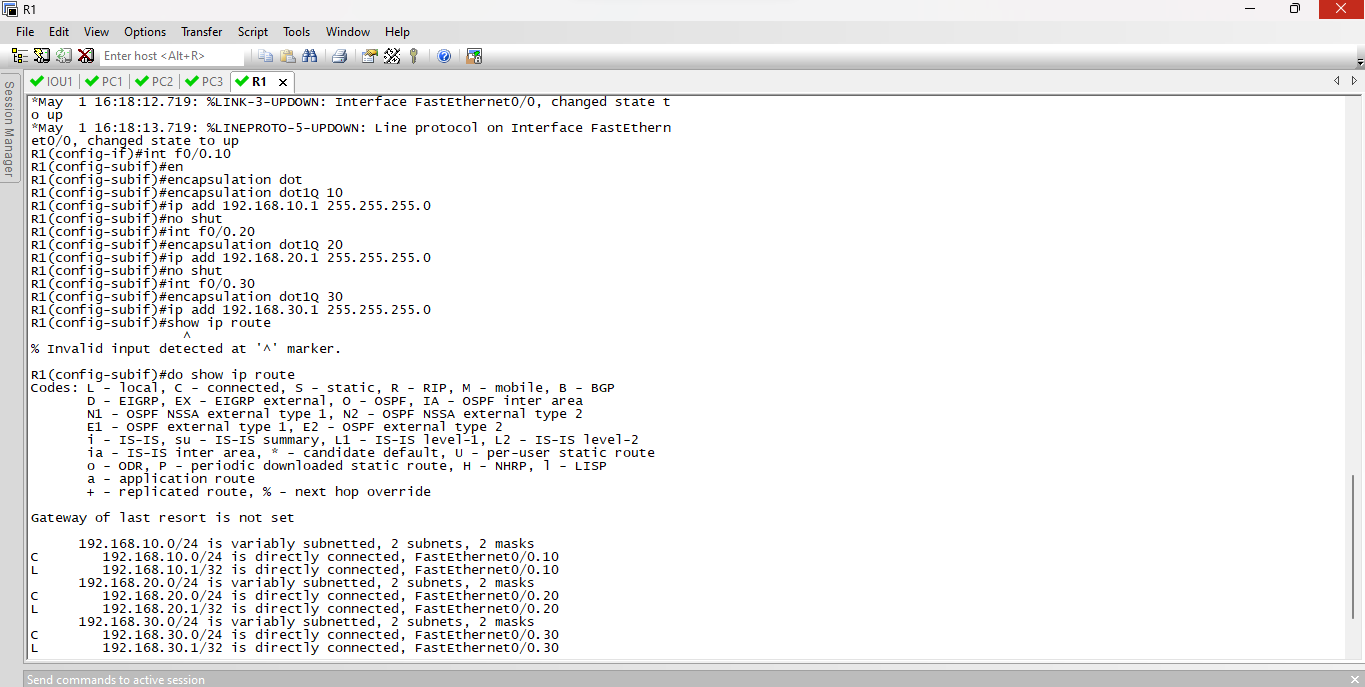 R1
File Edit View Options Transfer Script Tools Window Help
Enter host <Alt+R>
IOU1 PC1 PC2 PC3 R1
Session Manager
*May  1 16:18:12.719: %LINK-3-UPDOWN: Interface FastEthernet0/0, changed state t
o up
*May  1 16:18:13.719: %LINEPROTO-5-UPDOWN: Line protocol on Interface FastEthern
et0/0, changed state to up
R1(config-if)#int f0/0.10
R1(config-subif)#en
R1(config-subif)#encapsulation dot
R1(config-subif)#encapsulation dot1Q 10
R1(config-subif)#ip add 192.168.10.1 255.255.255.0
R1(config-subif)#no shut
R1(config-subif)#int f0/0.20
R1(config-subif)#encapsulation dot1Q 20
R1(config-subif)#ip add 192.168.20.1 255.255.255.0
R1(config-subif)#no shut
R1(config-subif)#int f0/0.30
R1(config-subif)#encapsulation dot1Q 30
R1(config-subif)#ip add 192.168.30.1 255.255.255.0
R1(config-subif)#show ip route
                   ^
% Invalid input detected at '^' marker.
R1(config-subif)#do show ip route
Codes: L - local, C - connected, S - static, R - RIP, M - mobile, B - BGP
       D - EIGRP, EX - EIGRP external, O - OSPF, IA - OSPF inter area
       N1 - OSPF NSSA external type 1, N2 - OSPF NSSA external type 2
       E1 - OSPF external type 1, E2 - OSPF external type 2
       i - IS-IS, su - IS-IS summary, L1 - IS-IS level-1, L2 - IS-IS level-2
       ia - IS-IS inter area, * - candidate default, U - per-user static route
       o - ODR, P - periodic downloaded static route, H - NHRP, l - LISP
       a - application route
       + - replicated route, % - next hop override
Gateway of last resort is not set
      192.168.10.0/24 is variably subnetted, 2 subnets, 2 masks
C        192.168.10.0/24 is directly connected, FastEthernet0/0.10
L        192.168.10.1/32 is directly connected, FastEthernet0/0.10
      192.168.20.0/24 is variably subnetted, 2 subnets, 2 masks
C        192.168.20.0/24 is directly connected, FastEthernet0/0.20
L        192.168.20.1/32 is directly connected, FastEthernet0/0.20
      192.168.30.0/24 is variably subnetted, 2 subnets, 2 masks
C        192.168.30.0/24 is directly connected, FastEthernet0/0.30
L        192.168.30.1/32 is directly connected, FastEthernet0/0.30
Send commands to active session